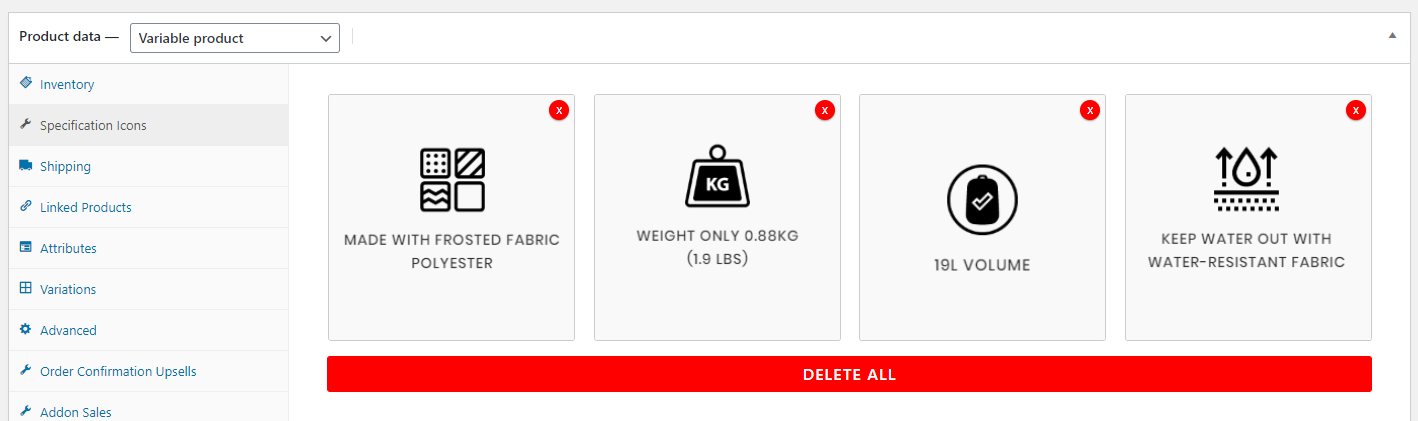 Product data —
Variable product
Inventory
Specification Icons
Shipping
Linked Products
Attributes
Variations
Advanced
Order Confirmation Upsells
Addon Sales
x
MADE WITH FROSTED FABRIC
POLYESTER
x
KG
WEIGHT ONLY 0.88KG
(1.9 LBS)
x
19L VOLUME
x
KEEP WATER OUT WITH
WATER-RESISTANT FABRIC
DELETE ALL